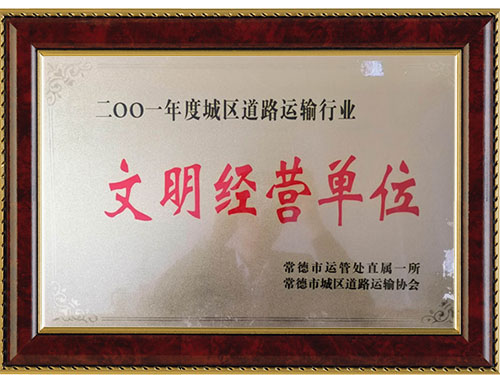 二OO一年度城区道路运输行业
文明经营单位
常德市运管处直属一所
常德市城区道路运输协会